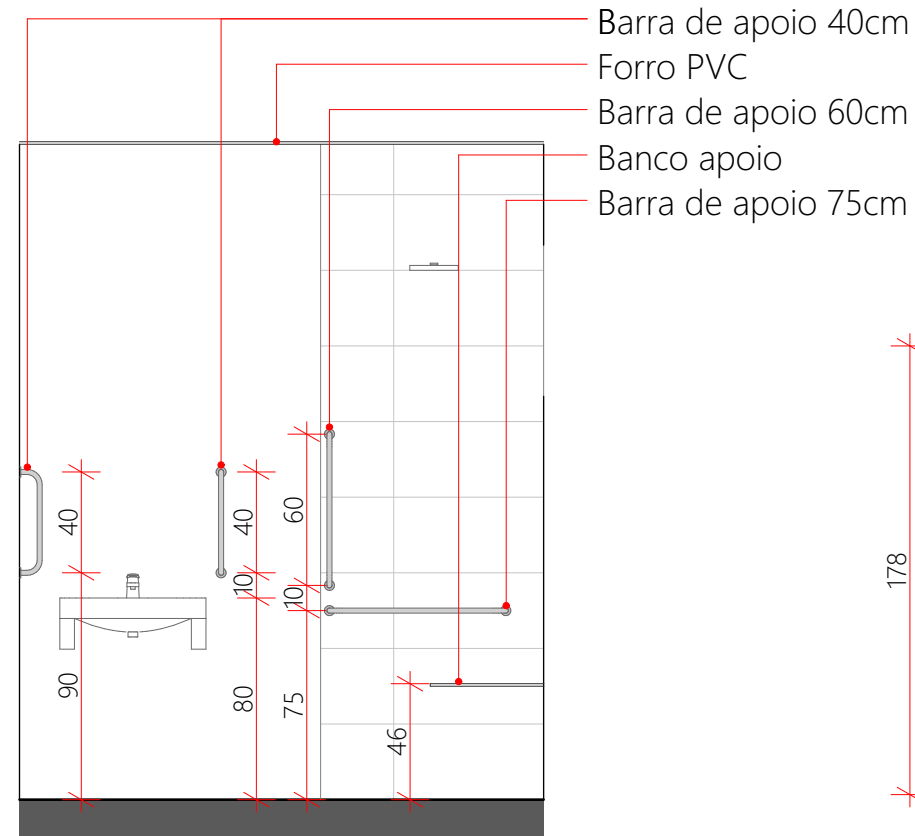 Barra de apoio 40cm
Forro PVC
Barra de apoio 60cm
Banco apoio
Barra de apoio 75cm
40
40
60
10
10
90
80
75
46
178